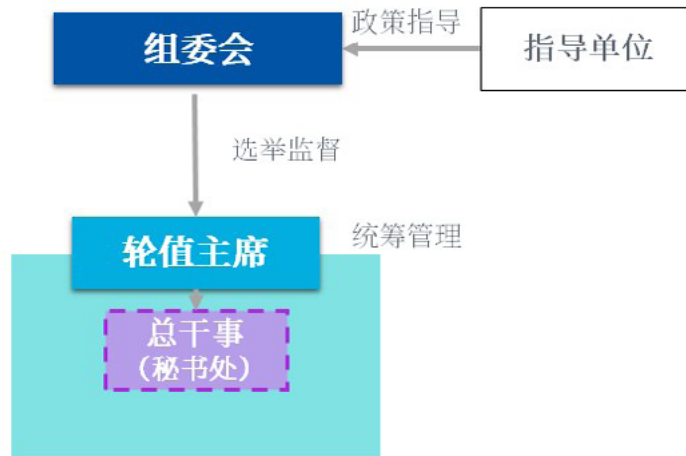 政策指导
组委会
指导单位
选举监督
轮值主席
统筹管理
总干事
（秘书处）